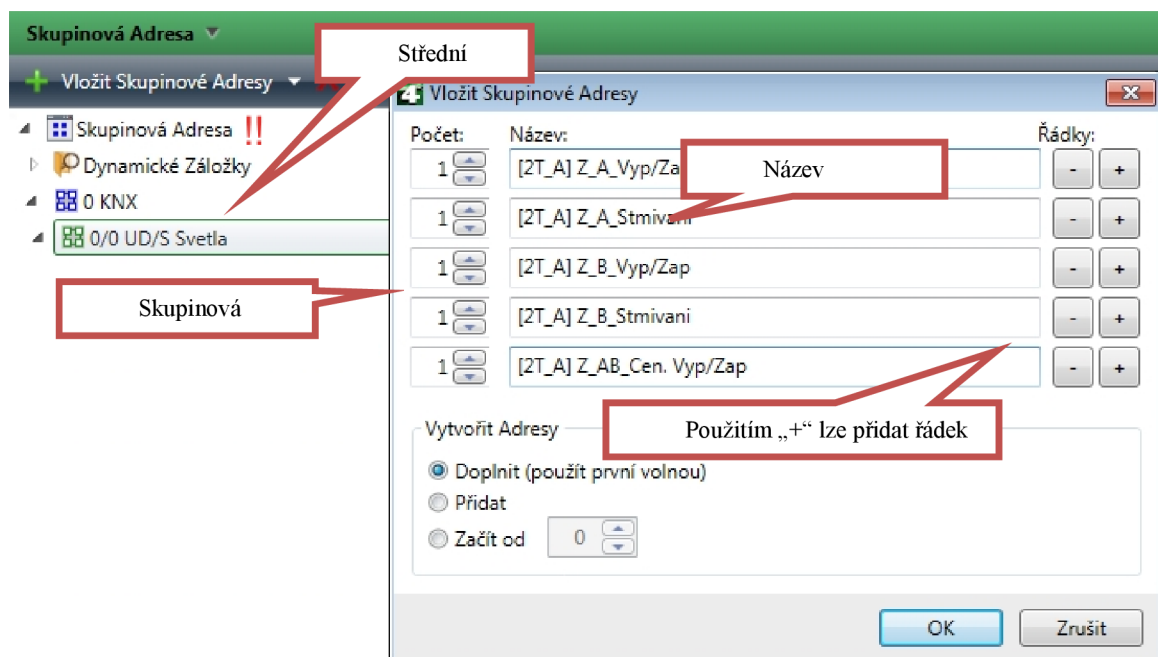 Skupinová Adresa
Střední
Vložit Skupinové Adresy
Vložit Skupinové Adresy
Skupinová Adresa
Dynamické Záložky
0 KNX
0/0 UD/S Svetla
Skupinová
Počet: Název: Řádky:
1 [2T_A] Z_A_Vyp/Za - +
Název
1 [2T_A] Z_A_Stmivani - +
1 [2T_A] Z_B_Vyp/Zap - +
1 [2T_A] Z_B_Stmivani - +
1 [2T_A] Z_AB_Cen. Vyp/Zap - +
Použitím „+“ lze přidat řádek
Vytvořit Adresy
Doplnit (použít první volnou)
Přidat
Začít od 0
OK Zrušit